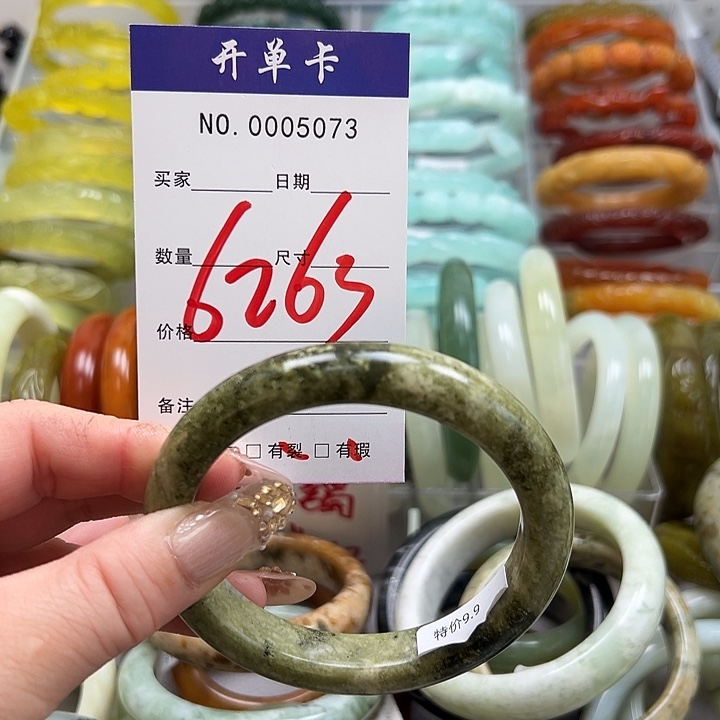 开单卡
NO. 0005073
买家 日期
数量 尺寸
6263
价格
备注
□ 有裂 □ 有瑕
特价9.9